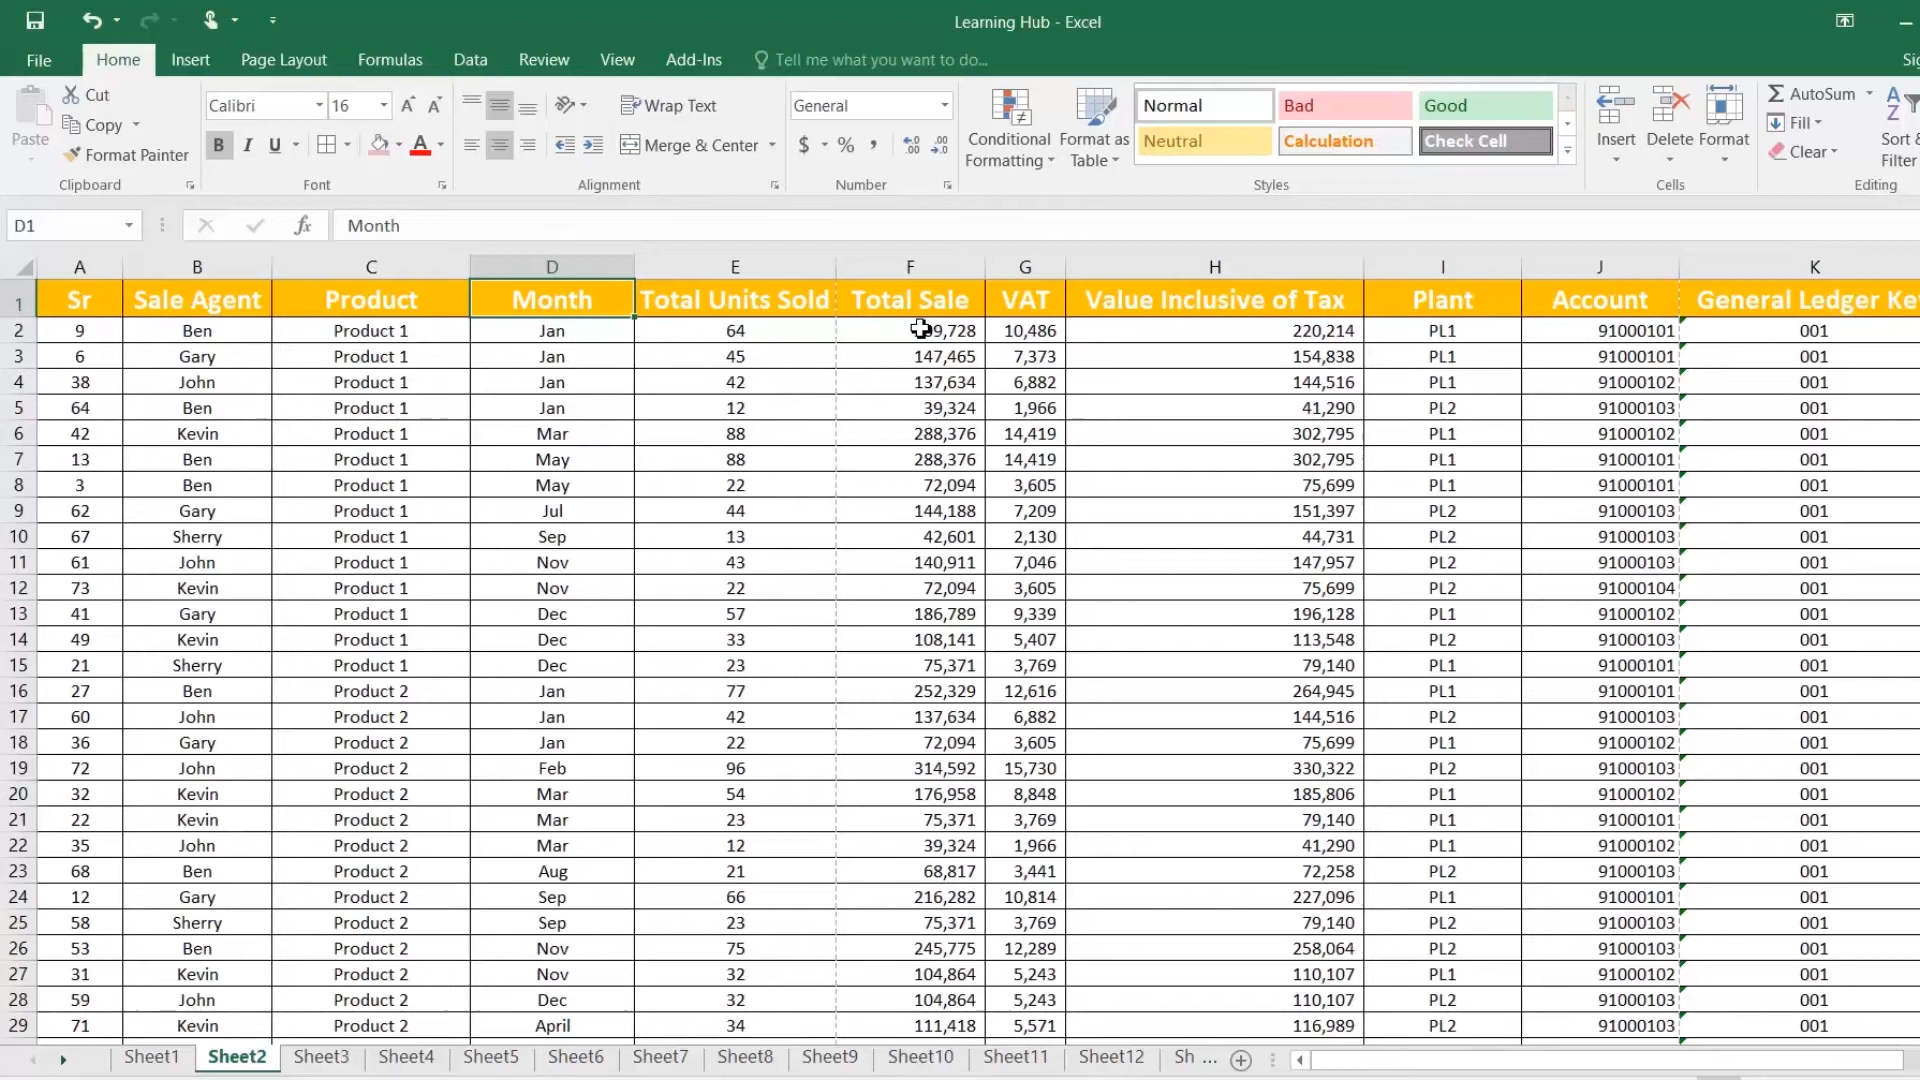 Learning Hub - Excel
File Home Insert Page Layout Formulas Data Review View Add-Ins Tell me what you want to do...
Paste Cut Copy Format Painter Clipboard
Calibri 16 B I U A Font
Wrap Text Merge & Center Alignment
General $ % Number
Conditional Formatting Format as Table
Normal Bad Good
Neutral Calculation Check Cell
Styles
Insert Delete Format Cells
AutoSum Fill Clear Sort & Filter Editing
D1 fx Month
A B C D E F G H I J K
1 Sr Sale Agent Product Month Total Units Sold Total Sale VAT Value Inclusive of Tax Plant Account General Ledger
2 9 Ben Product 1 Jan 64 10,486 220,214 PL1 91000101 001
3 6 Gary Product 1 Jan 45 147,465 7,373 154,838 PL1 91000101 001
4 38 John Product 1 Jan 42 137,634 6,882 144,516 PL1 91000102 001
5 64 Ben Product 1 Jan 12 39,324 1,966 41,290 PL2 91000103 001
6 42 Kevin Product 1 Mar 88 288,376 14,419 302,795 PL1 91000102 001
7 13 Ben Product 1 May 88 288,376 14,419 302,795 PL1 91000101 001
8 3 Ben Product 1 May 22 72,094 3,605 75,699 PL1 91000101 001
9 62 Gary Product 1 Jul 44 144,188 7,209 151,397 PL2 91000103 001
10 67 Sherry Product 1 Sep 13 42,601 2,130 44,731 PL2 91000103 001
11 61 John Product 1 Nov 43 140,911 7,046 147,957 PL2 91000103 001
12 73 Kevin Product 1 Nov 22 72,094 3,605 75,699 PL2 91000104 001
13 41 Gary Product 1 Dec 57 186,789 9,339 196,128 PL1 91000102 001
14 49 Kevin Product 1 Dec 33 108,141 5,407 113,548 PL2 91000103 001
15 21 Sherry Product 1 Dec 23 75,371 3,769 79,140 PL1 91000101 001
16 27 Ben Product 2 Jan 77 252,329 12,616 264,945 PL1 91000101 001
17 60 John Product 2 Jan 42 137,634 6,882 144,516 PL2 91000103 001
18 36 Gary Product 2 Jan 22 72,094 3,605 75,699 PL1 91000102 001
19 72 John Product 2 Feb 96 314,592 15,730 330,322 PL2 91000103 001
20 32 Kevin Product 2 Mar 54 176,958 8,848 185,806 PL1 91000102 001
21 22 Kevin Product 2 Mar 23 75,371 3,769 79,140 PL1 91000101 001
22 35 John Product 2 Mar 12 39,324 1,966 41,290 PL1 91000102 001
23 68 Ben Product 2 Aug 21 68,817 3,441 72,258 PL2 91000103 001
24 12 Gary Product 2 Sep 66 216,282 10,814 227,096 PL1 91000101 001
25 58 Sherry Product 2 Sep 23 75,371 3,769 79,140 PL2 91000103 001
26 53 Ben Product 2 Nov 75 245,775 12,289 258,064 PL2 91000103 001
27 31 Kevin Product 2 Nov 32 104,864 5,243 110,107 PL1 91000102 001
28 59 John Product 2 Dec 32 104,864 5,243 110,107 PL2 91000103 001
29 71 Kevin Product 2 April 34 111,418 5,571 116,989 PL2 91000103 001
Sheet1 Sheet2 Sheet3 Sheet4 Sheet5 Sheet6 Sheet7 Sheet8 Sheet9 Sheet10 Sheet11 Sheet12 Sh ...